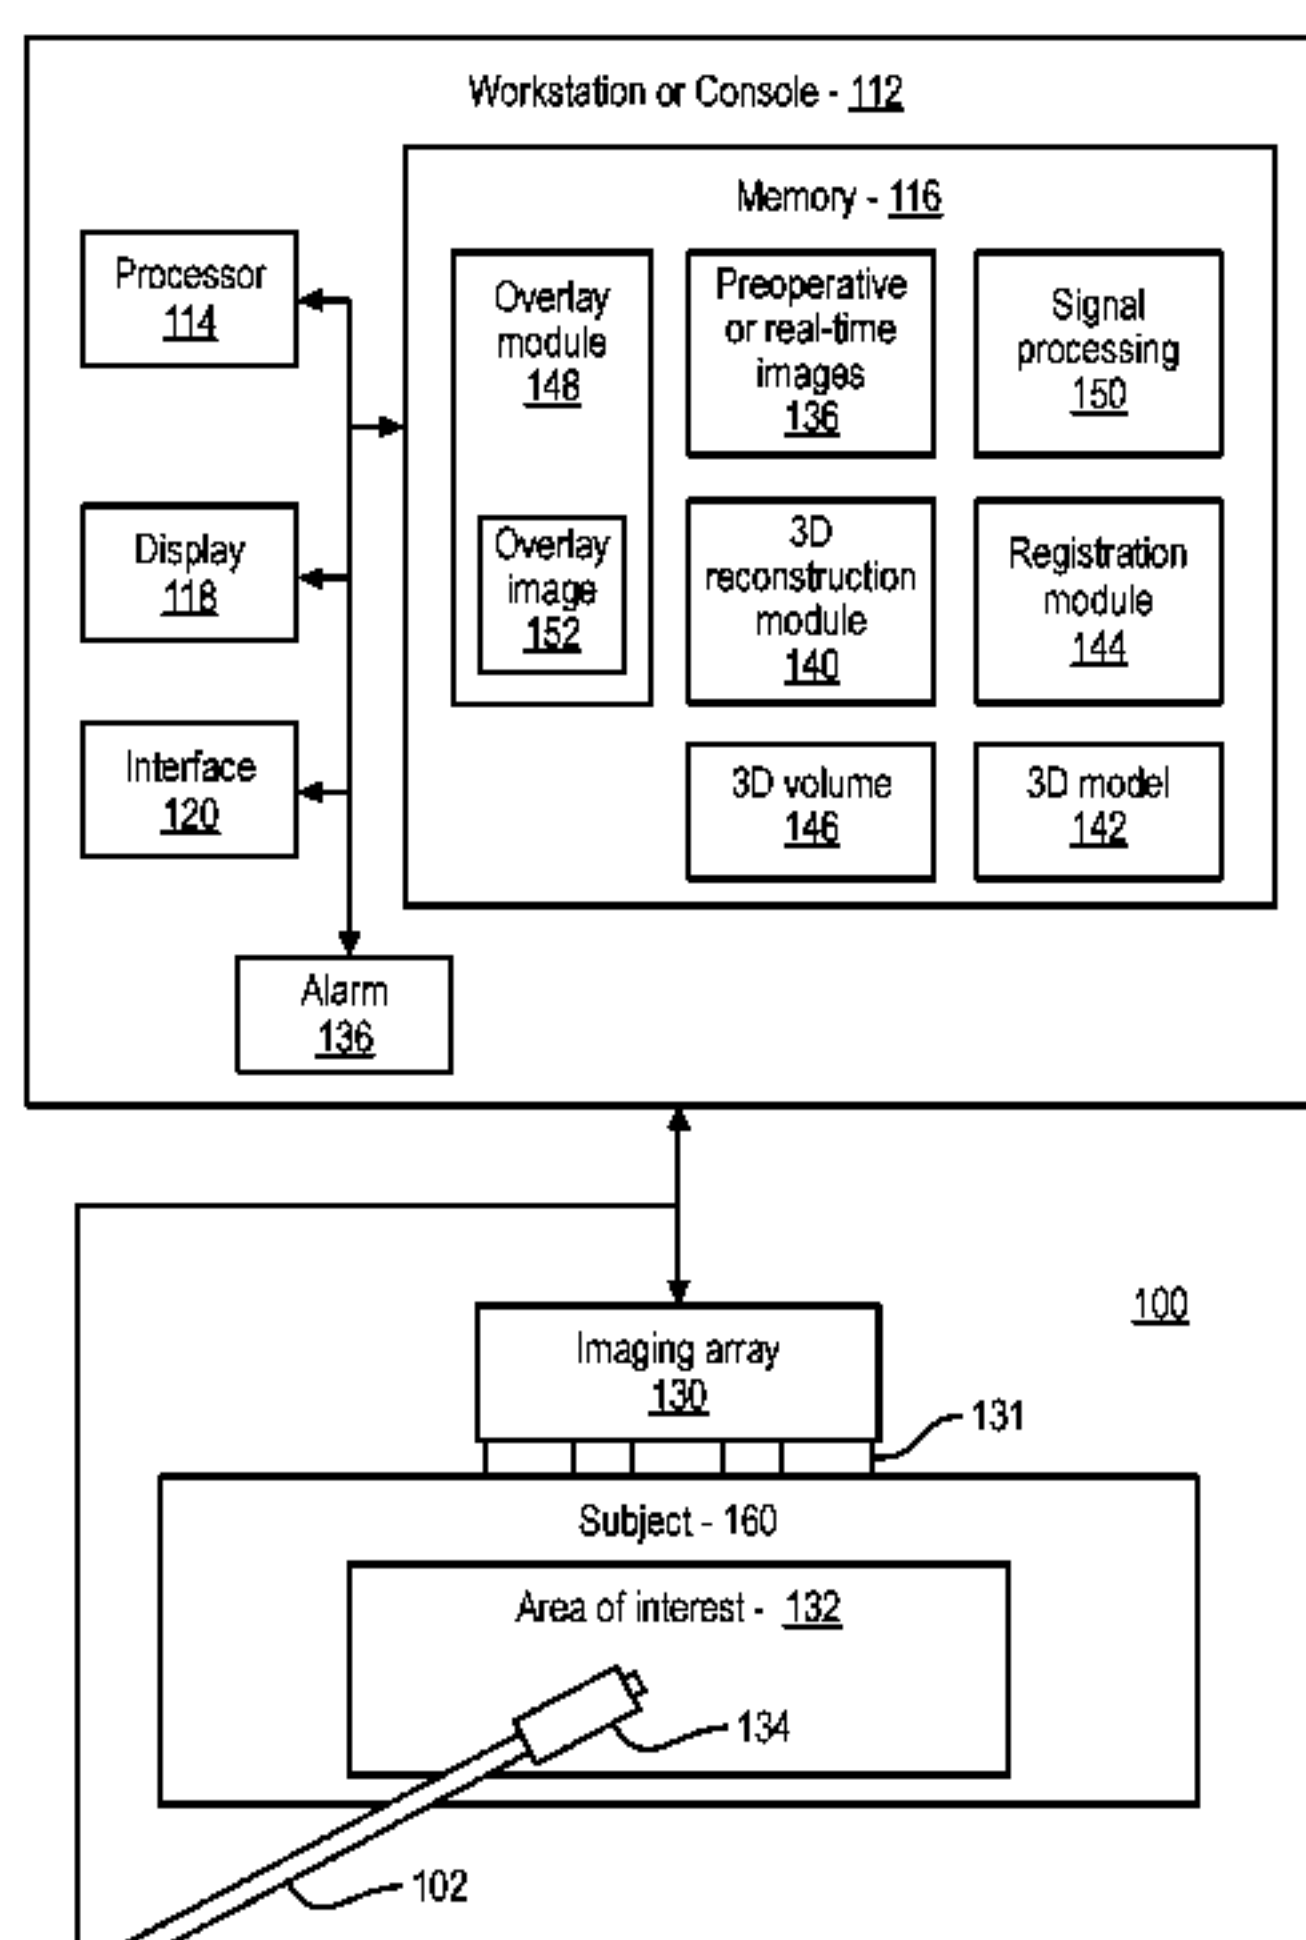 Workstation or Console - 112
Memory - 116
Processor
114
Overlay
module
148
Preoperative
or real-time
images
136
Signal
processing
150
Display
118
Overlay
image
152
3D
reconstruction
module
140
Registration
module
144
Interface
120
3D volume
146
3D model
142
Alarm
136
100
Imaging array
130
131
Subject - 160
Area of interest - 132
134
102